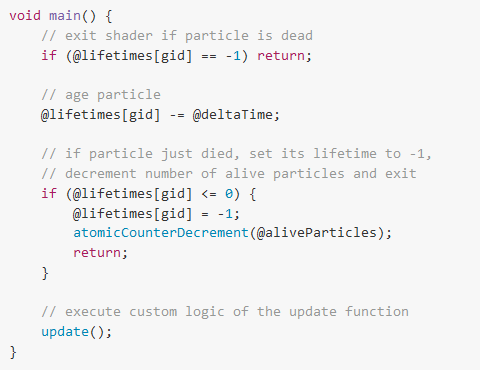 void main() {
    // exit shader if particle is dead
    if (@lifetimes[gid] == -1) return;

    // age particle
    @lifetimes[gid] -= @deltaTime;

    // if particle just died, set its lifetime to -1,
    // decrement number of alive particles and exit
    if (@lifetimes[gid] <= 0) {
        @lifetimes[gid] = -1;
        atomicCounterDecrement(@aliveParticles);
        return;
    }

    // execute custom logic of the update function
    update();
}